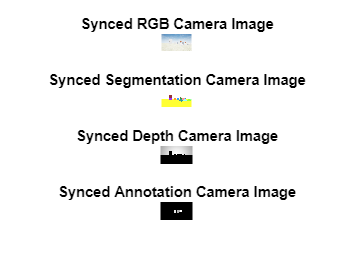 Synced RGB Camera Image
Synced Segmentation Camera Image
Synced Depth Camera Image
Synced Annotation Camera Image